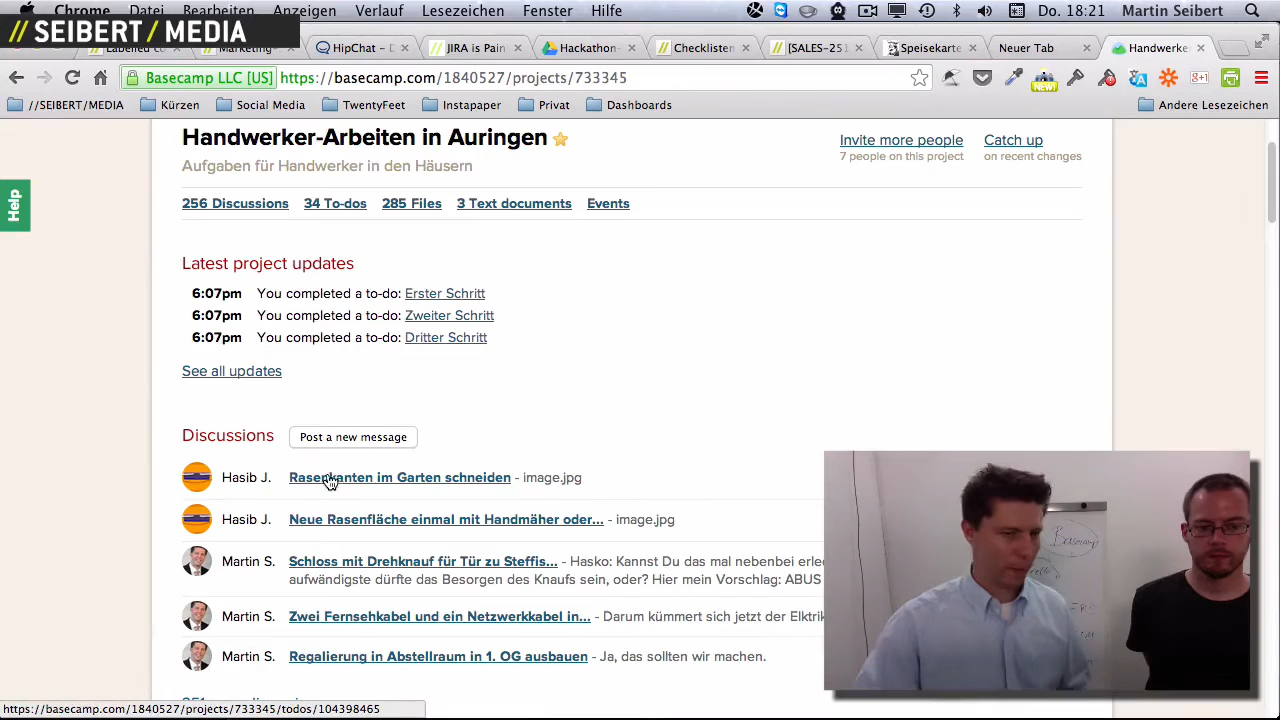 Chrome Datei Bearbeiten Anzeigen Verlauf Lesezeichen Fenster Hilfe Do. 18:21 Martin Seibert
// SEIBERT / MEDIA
HipChat – D JIRA is Pain Hackathon- Checklisten [SALES-25 Speisekart Neuer Tab Handwerke
Basecamp LLC [US] https://basecamp.com/1840527/projects/733345
NEW!
//SEIBERT/MEDIA Kürzen Social Media TwentyFeet Instapaper Privat Dashboards Andere Lesezeichen
Handwerker-Arbeiten in Auringen
Invite more people Catch up
Aufgaben für Handwerker in den Häusern
7 people on this project on recent changes
Help
256 Discussions 34 To-dos 285 Files 3 Text documents Events
Latest project updates
6:07pm You completed a to-do: Erster Schritt
6:07pm You completed a to-do: Zweiter Schritt
6:07pm You completed a to-do: Dritter Schritt
See all updates
Discussions Post a new message
Hasib J. Rasenkanten im Garten schneiden - image.jpg
Hasib J. Neue Rasenfläche einmal mit Handmäher oder... - image.jpg
Martin S. Schloss mit Drehknauf für Tür zu Steffis... - Hasko: Kannst Du das mal nebenbei
aufwändigste dürfte das Besorgen des Knaufs sein, oder? Hier mein Vorschlag: ABUS
Martin S. Zwei Fernsehkabel und ein Netzwerkkabel in... - Darum kümmert sich jetzt der
Martin S. Regalierung in Abstellraum in 1. OG ausbauen - Ja, das sollten wir machen.
https://basecamp.com/1840527/projects/733345/todos/104398465
Basecamp